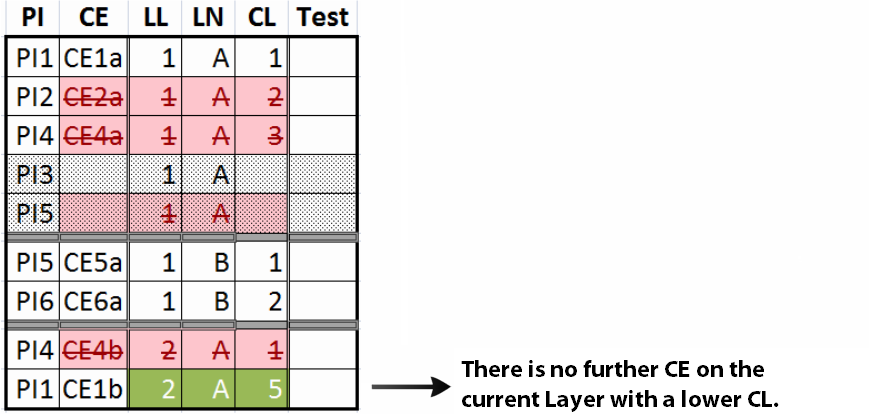 PI CE LL LN CL Test
PI1 CE1a 1 A 1
PI2 CE2a 1 A 2
PI4 CE4a 1 A 3
PI3 1 A
PI5 1 A
PI5 CE5a 1 B 1
PI6 CE6a 1 B 2
PI4 CE4b 2 A 1
PI1 CE1b 2 A 5
There is no further CE on the
current Layer with a lower CL.